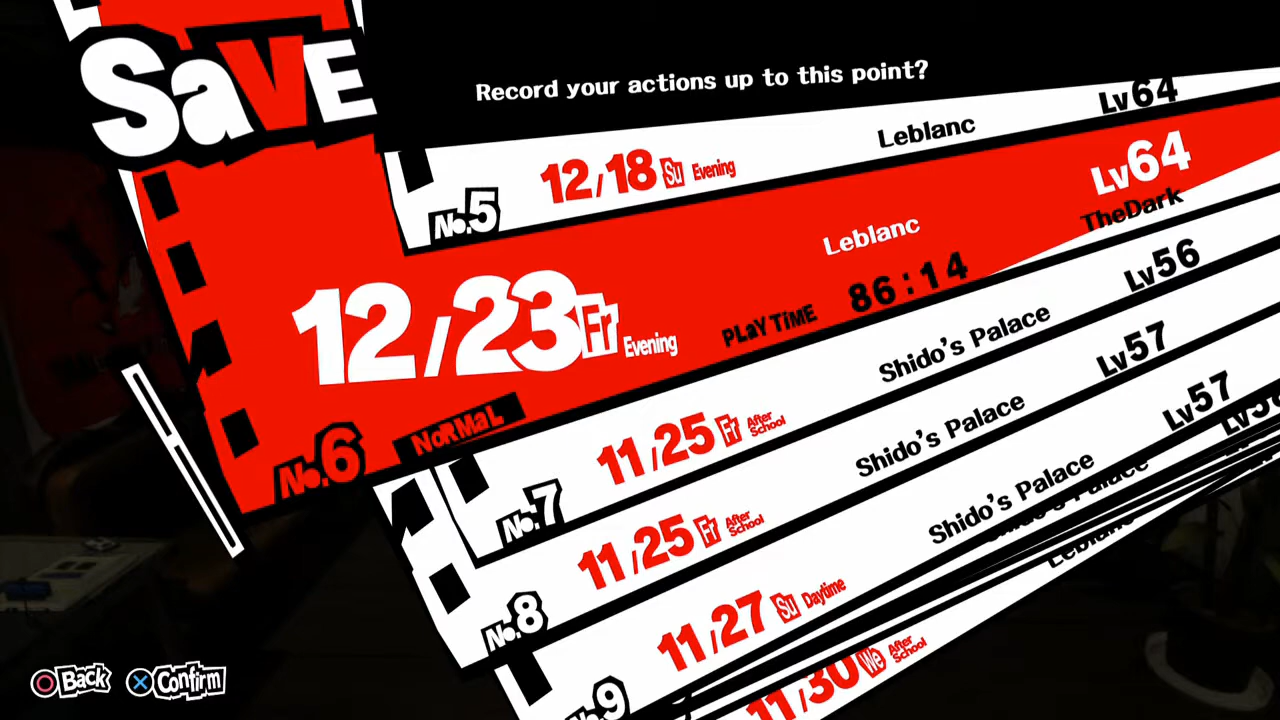 SaVE
Record your actions up to this point?
No.5 12/18 Su Evening Leblanc Lv64
No.6 12/23 Fr Evening Leblanc Lv64
NoRMaL PLaY TiME 86:14 TheDark
No.7 11/25 Fr After School Shido's Palace Lv56
No.8 11/25 Fr After School Shido's Palace Lv57
No.9 11/27 Su Daytime Shido's Palace Lv57
11/30 We After School Leblanc
Back Confirm